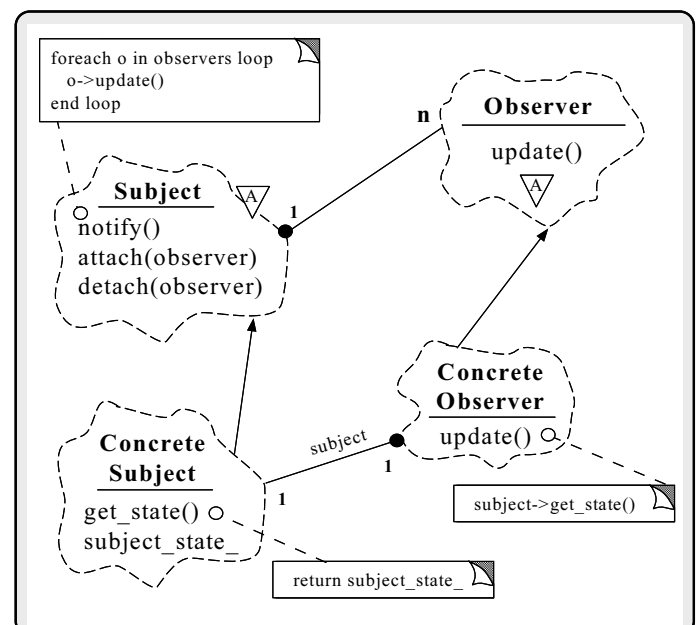 foreach o in observers loop
o->update()
end loop
n
Observer
update()
A
Subject
A
1
notify()
attach(observer)
detach(observer)
Concrete
Observer
update()
subject
1
1
Concrete
Subject
get_state()
subject_state_
subject->get_state()
return subject_state_